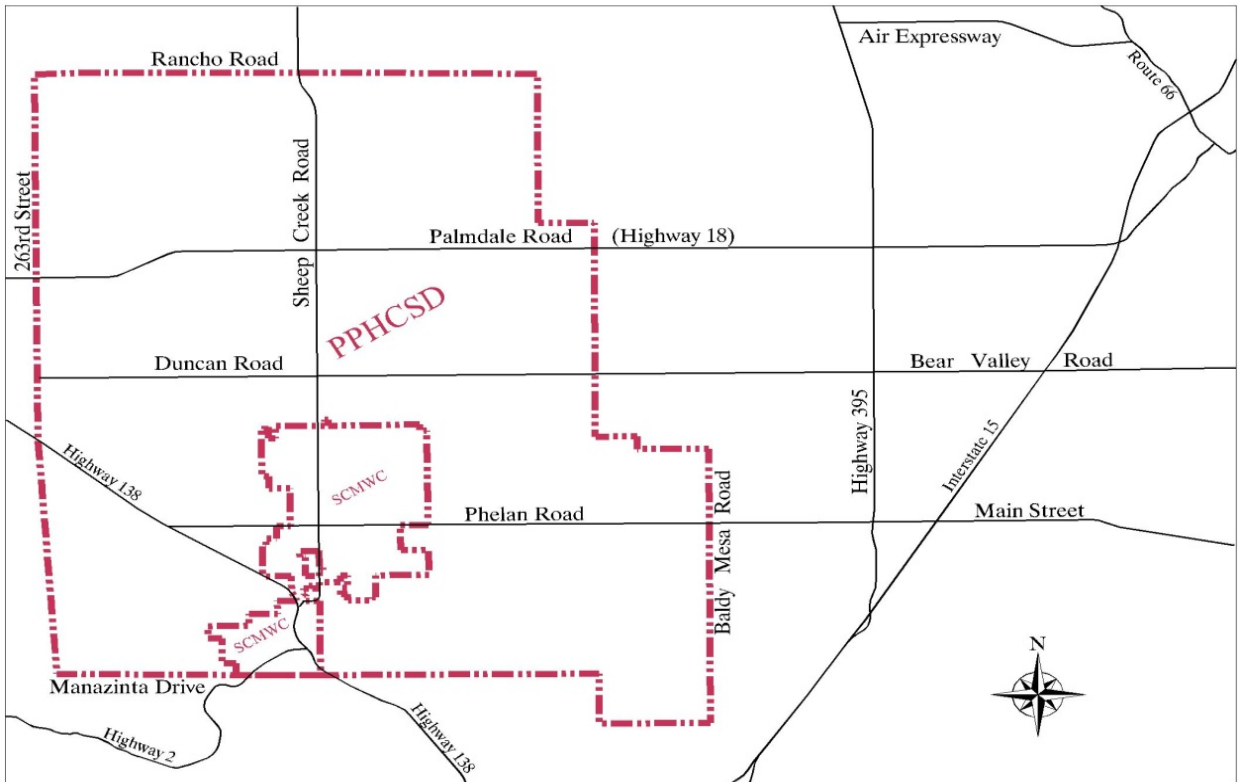 Air Expressway
Rancho Road
Route 66
263rd Street
Sheep Creek Road
Palmdale Road (Highway 18)
PPHCSD
Duncan Road
Bear Valley Road
Highway 138
Highway 395
Interstate 15
SCMWC
Phelan Road
Main Street
Baldy Mesa Road
SCMWC
N
Manazinta Drive
Highway 2
Highway 138